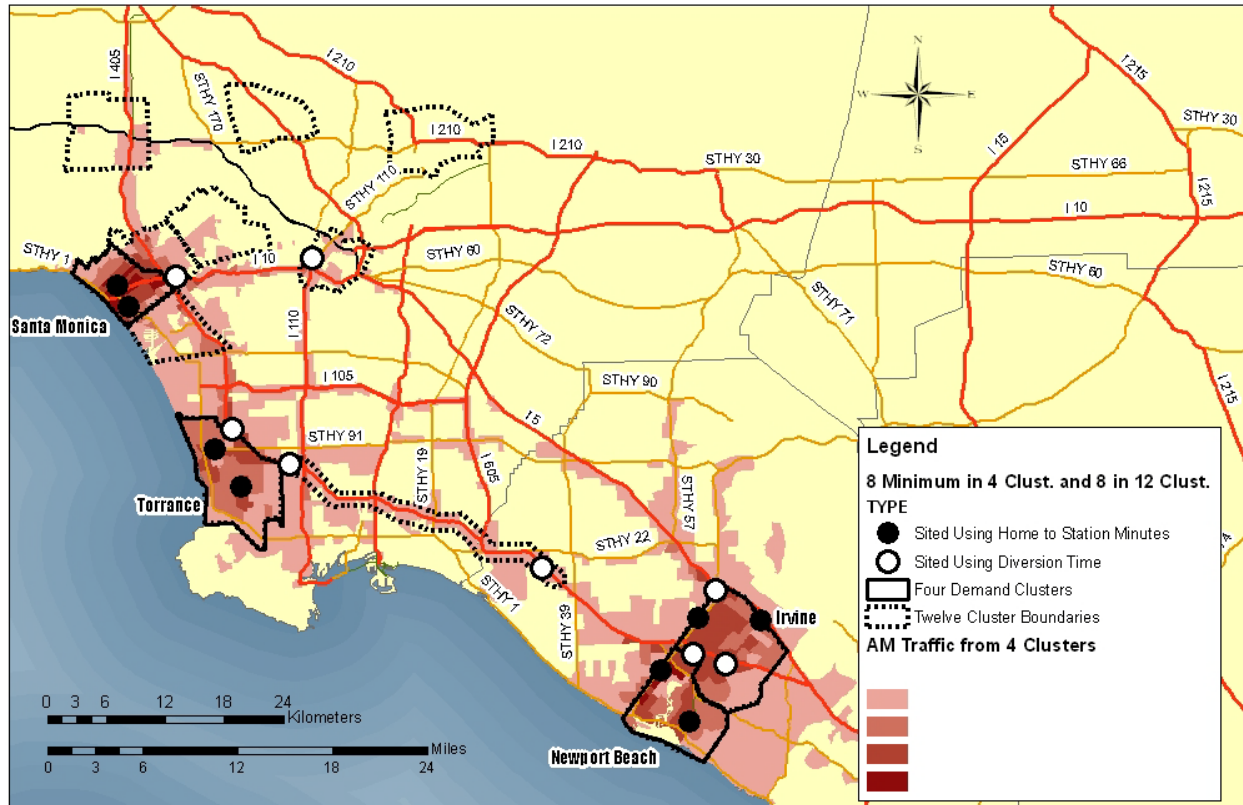 I 405
I 210
I 215
N
W E
S
STHY 170
I 210
I 210
STHY 30
STHY 30
I 15
STHY 66
STHY 110
I 215
I 10
STHY 1
I 10
STHY 60
STHY 60
STHY 71
Santa Monica
I 110
STHY 72
I 105
STHY 90
I 5
I 215
STHY 91
STHY 19
I 605
Torrance
STHY 57
STHY 22
STHY 1
STHY 39
Irvine
Newport Beach
0 3 6 12 18 24
Kilometers
Miles
0 3 6 12 18 24
Legend
8 Minimum in 4 Clust. and 8 in 12 Clust.
TYPE
Sited Using Home to Station Minutes
Sited Using Diversion Time
Four Demand Clusters
Twelve Cluster Boundaries
AM Traffic from 4 Clusters